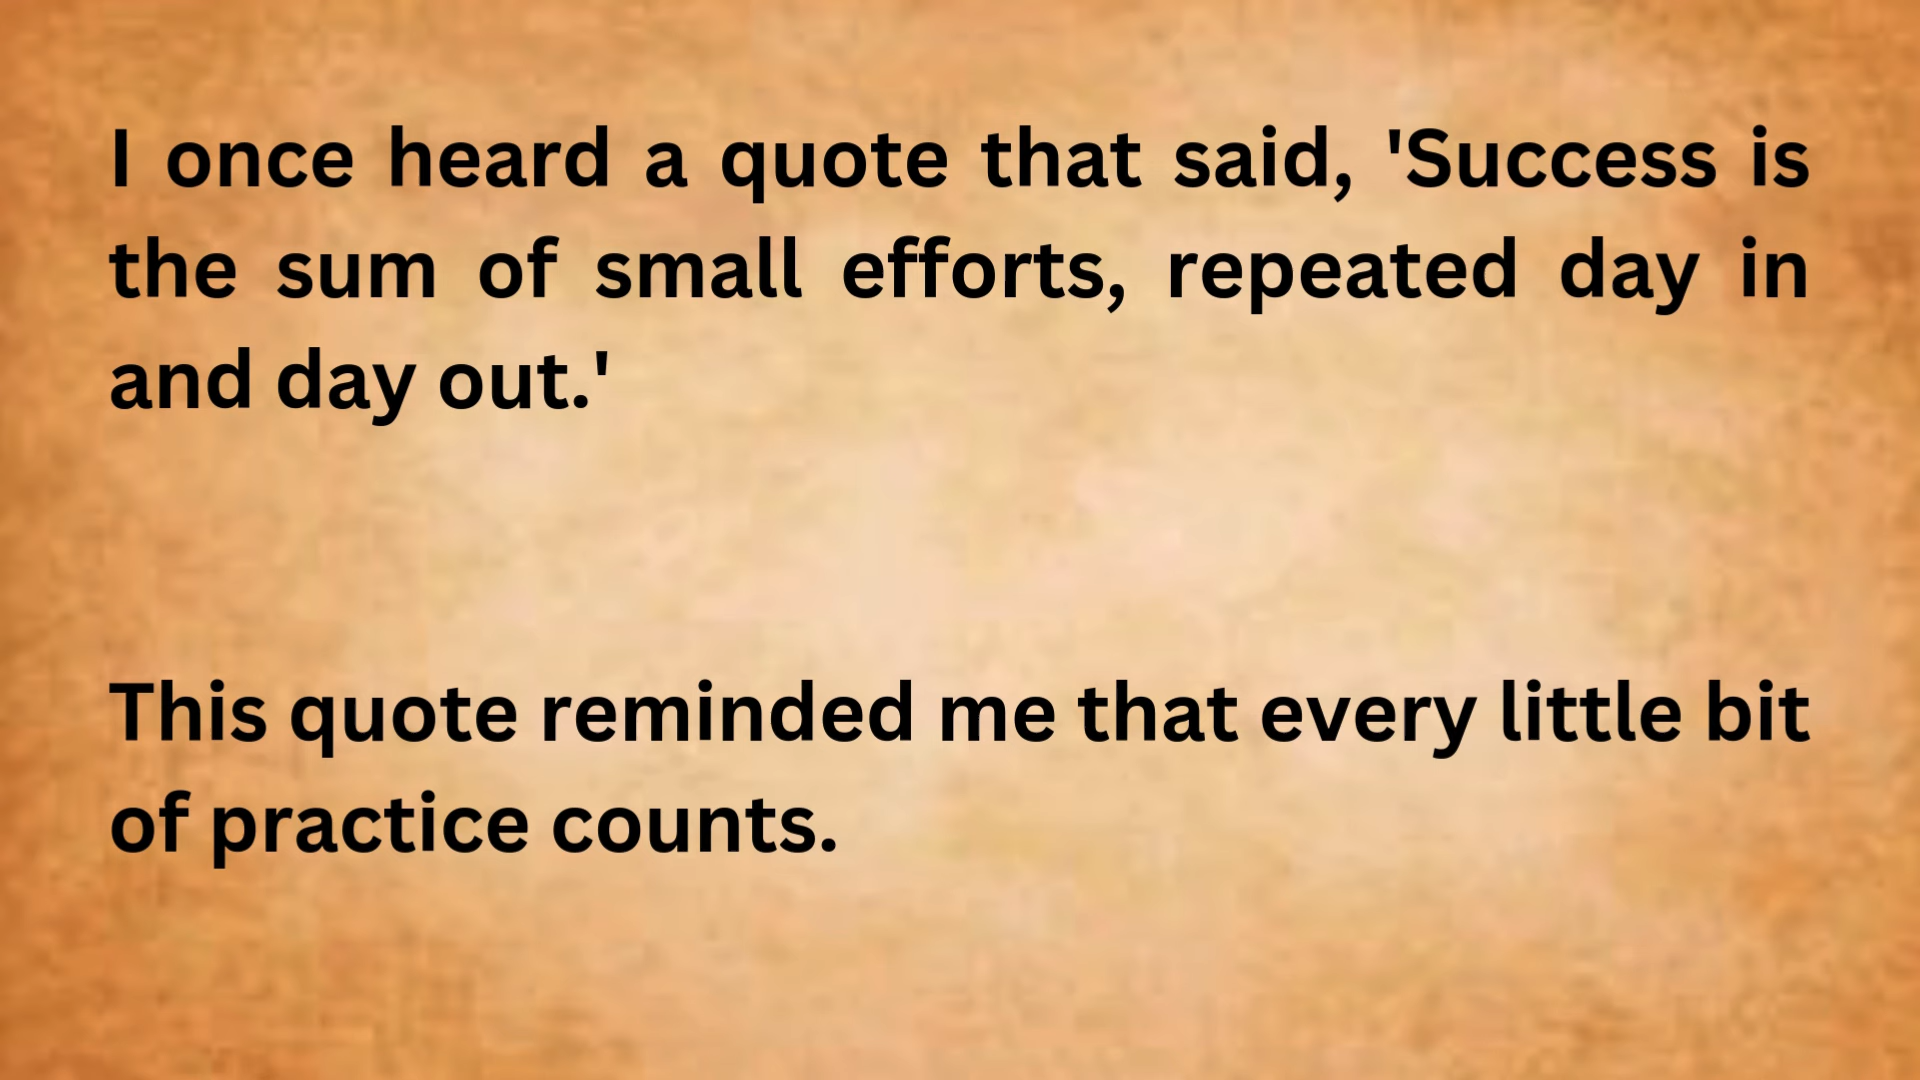 I once heard a quote that said, 'Success is
the sum of small efforts, repeated day in
and day out.'
This quote reminded me that every little bit
of practice counts.